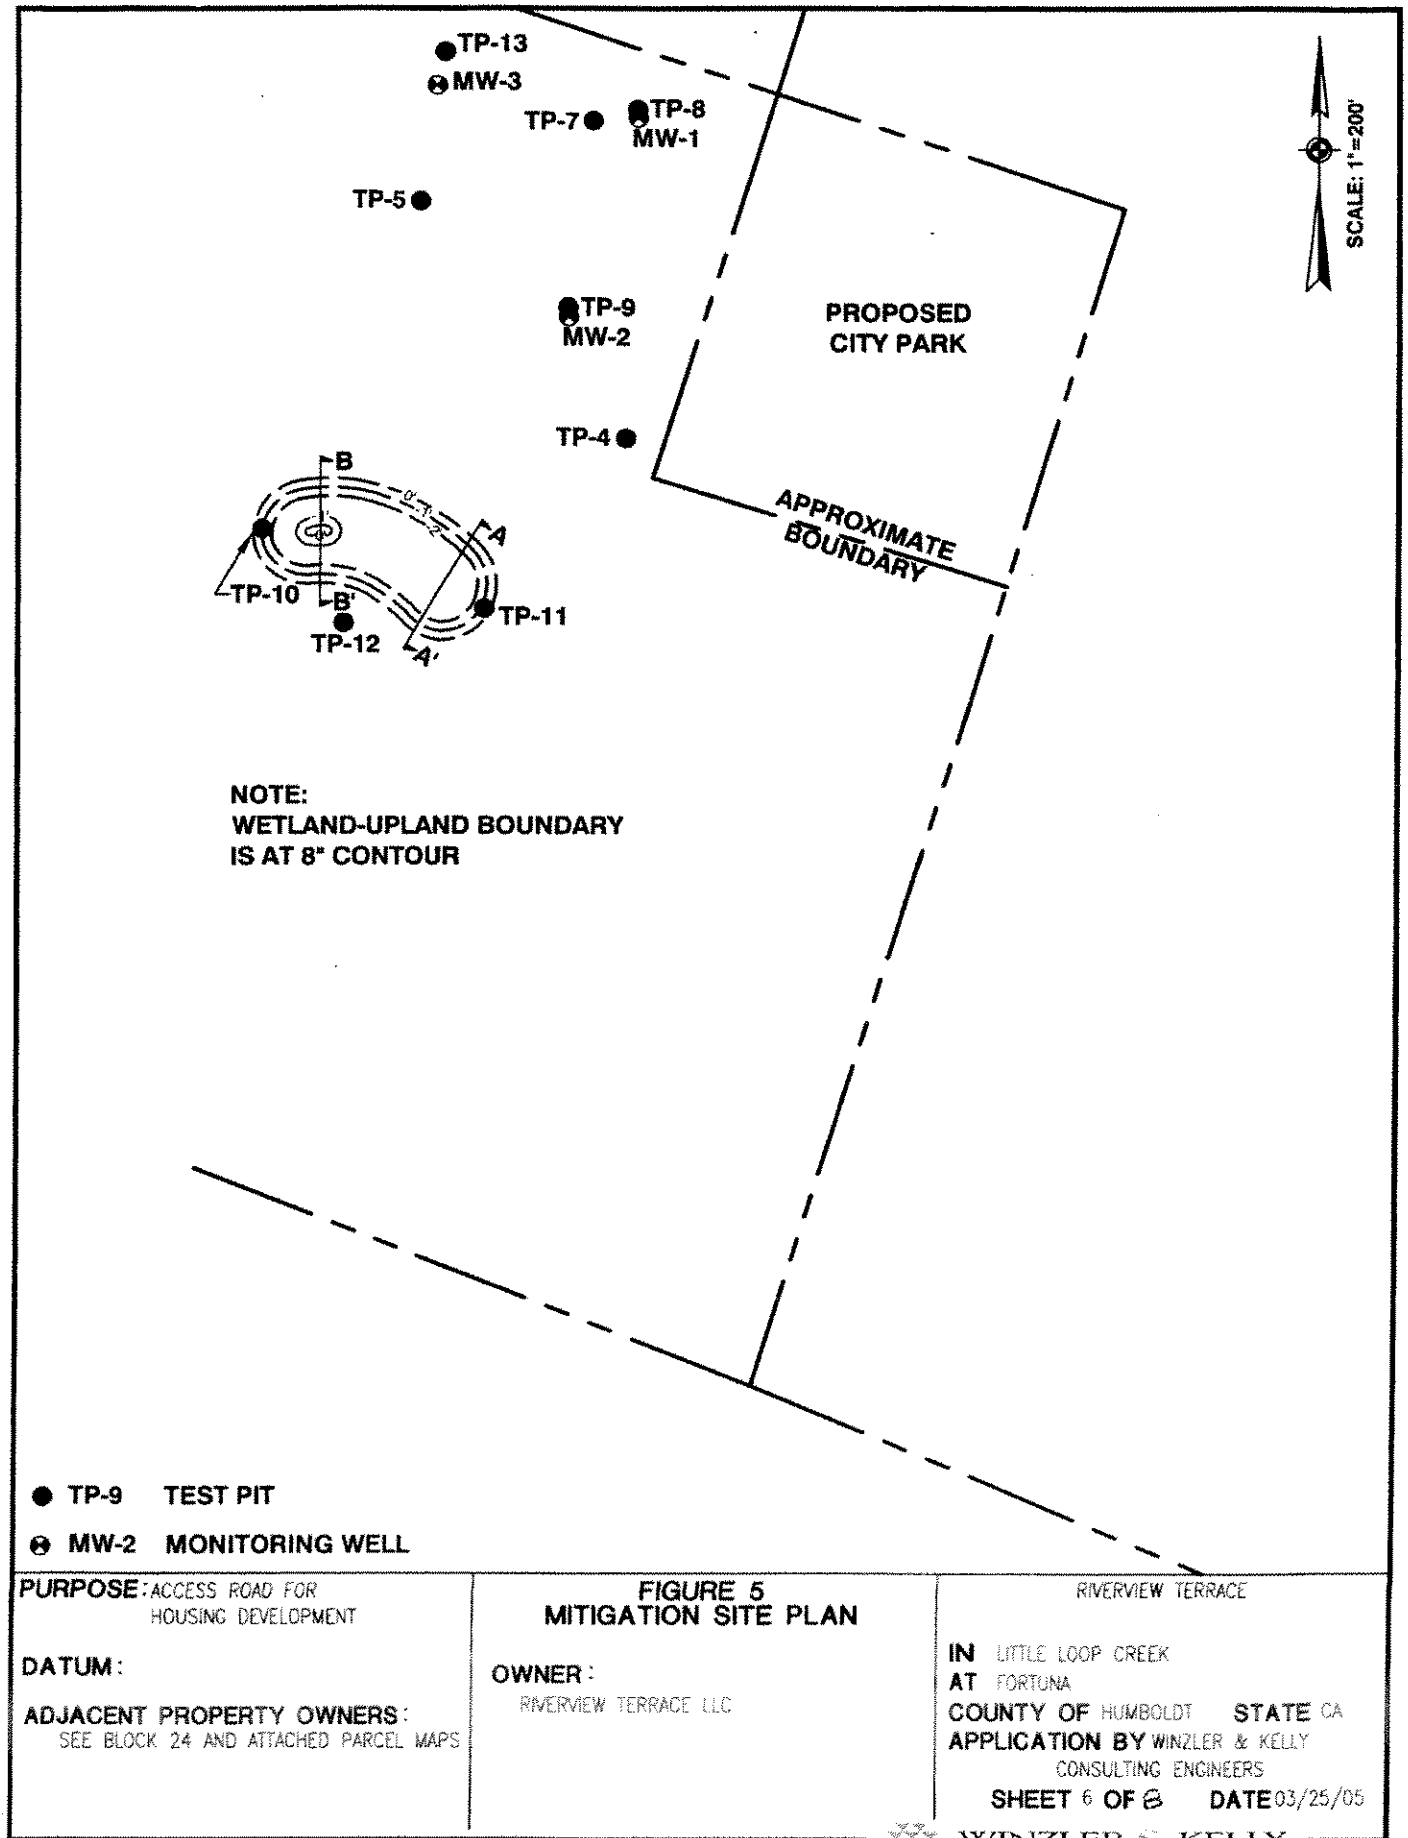 TP-13
MW-3
TP-7
TP-8
MW-1
SCALE: 1"=200'
TP-5
TP-9
MW-2
PROPOSED
CITY PARK
TP-4
B
A
APPROXIMATE
BOUNDARY
TP-10
B'
TP-11
TP-12
A'
NOTE:
WETLAND-UPLAND BOUNDARY
IS AT 8" CONTOUR
TP-9 TEST PIT
MW-2 MONITORING WELL
PURPOSE: ACCESS ROAD FOR
HOUSING DEVELOPMENT
DATUM:
ADJACENT PROPERTY OWNERS:
SEE BLOCK 24 AND ATTACHED PARCEL MAPS
FIGURE 5
MITIGATION SITE PLAN
OWNER:
RIVERVIEW TERRACE LLC
RIVERVIEW TERRACE
IN LITTLE LOOP CREEK
AT FORTUNA
COUNTY OF HUMBOLDT STATE CA
APPLICATION BY WINZLER & KELLY
CONSULTING ENGINEERS
SHEET 6 OF 8 DATE 03/25/05
WINZLER & KELLY